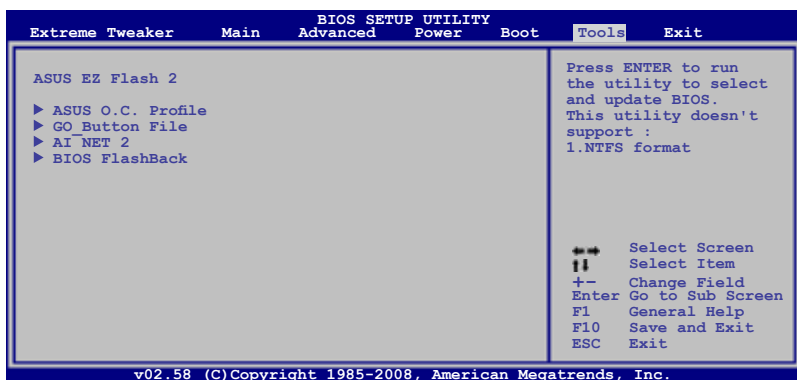 BIOS SETUP UTILITY
Extreme Tweaker Main Advanced Power Boot Tools Exit
ASUS EZ Flash 2
ASUS O.C. Profile
GO_Button File
AI NET 2
BIOS FlashBack
Press ENTER to run
the utility to select
and update BIOS.
This utility doesn't
support :
1.NTFS format
Select Screen
Select Item
+- Change Field
Enter Go to Sub Screen
F1 General Help
F10 Save and Exit
ESC Exit
v02.58 (C)Copyright 1985-2008, American Megatrends, Inc.